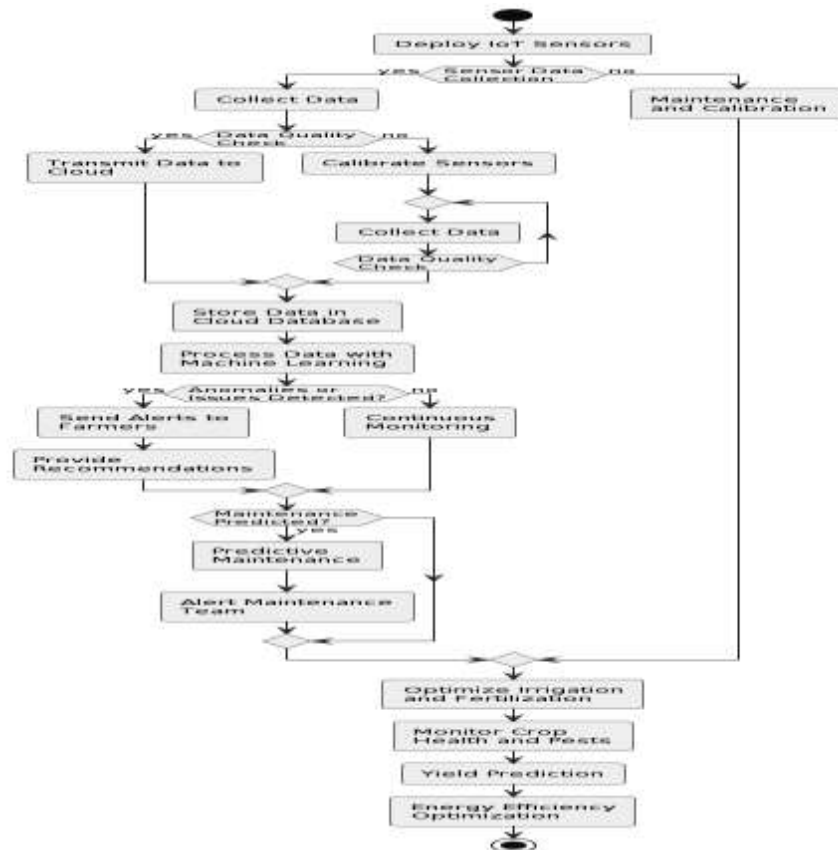 Deploy IoT Sensors
yes
Sensor Data
Collection
no
Collect Data
Maintenance
and Calibration
yes
Data Quality
Check
no
Transmit Data to
Cloud
Calibrate Sensors
Collect Data
Data Quality
Check
Store Data in
Cloud Database
Process Data with
Machine Learning
yes
Anomalies or
Issues Detected?
no
Send Alerts to
Farmers
Continuous
Monitoring
Provide
Recommendations
Maintenance
Predicted?
yes
Predictive
Maintenance
Alert Maintenance
Team
Optimize Irrigation
and Fertilization
Monitor Crop
Health and Pests
Yield Prediction
Energy Efficiency
Optimization